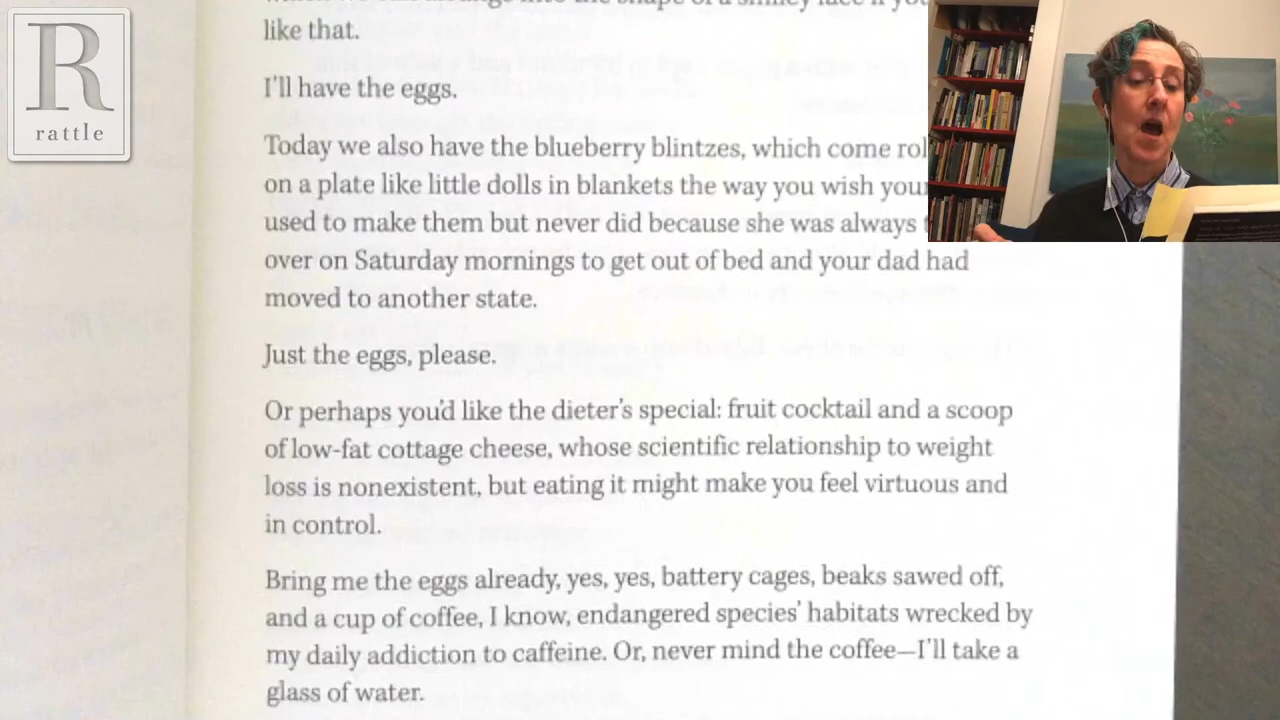 R
rattle
like that.
I'll have the eggs.
Today we also have the blueberry blintzes, which come
on a plate like little dolls in blankets the way you wish
used to make them but never did because she was always
over on Saturday mornings to get out of bed and your dad had
moved to another state.
Just the eggs, please.
Or perhaps you'd like the dieter's special: fruit cocktail and a scoop
of low-fat cottage cheese, whose scientific relationship to weight
loss is nonexistent, but eating it might make you feel virtuous and
in control.
Bring me the eggs already, yes, yes, battery cages, beaks sawed off,
and a cup of coffee, I know, endangered species' habitats wrecked by
my daily addiction to caffeine. Or, never mind the coffee—I'll take a
glass of water.